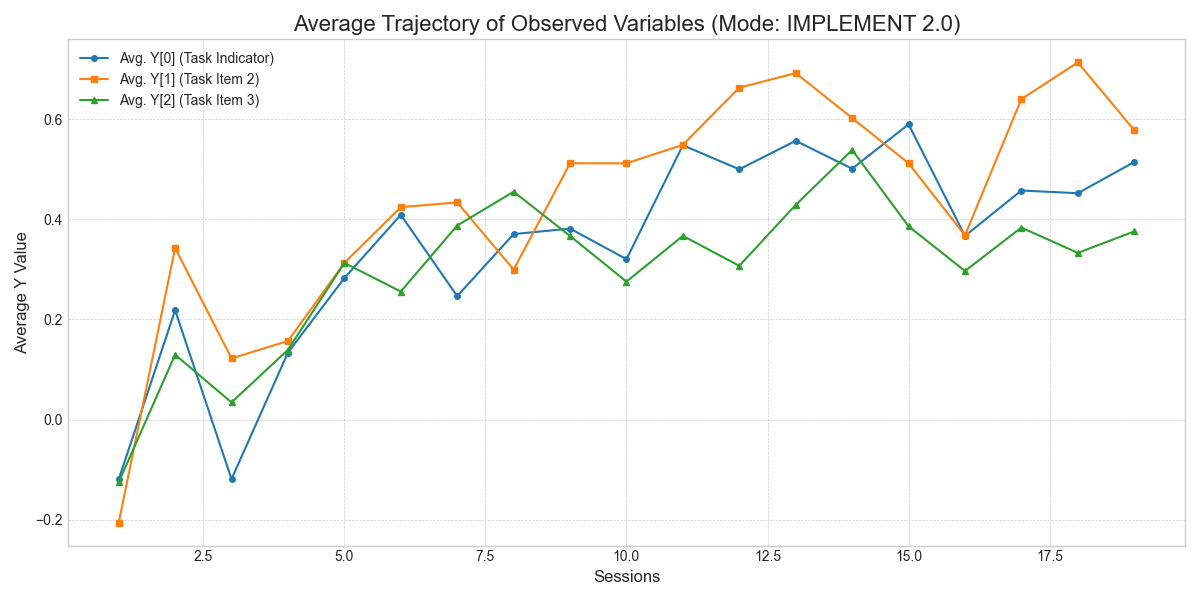 Average Trajectory of Observed Variables (Mode: IMPLEMENT 2.0)
Avg. Y[0] (Task Indicator)
Avg. Y[1] (Task Item 2)
Avg. Y[2] (Task Item 3)
Average Y Value
0.6
0.4
0.2
0.0
−0.2
2.5 5.0 7.5 10.0 12.5 15.0 17.5
Sessions